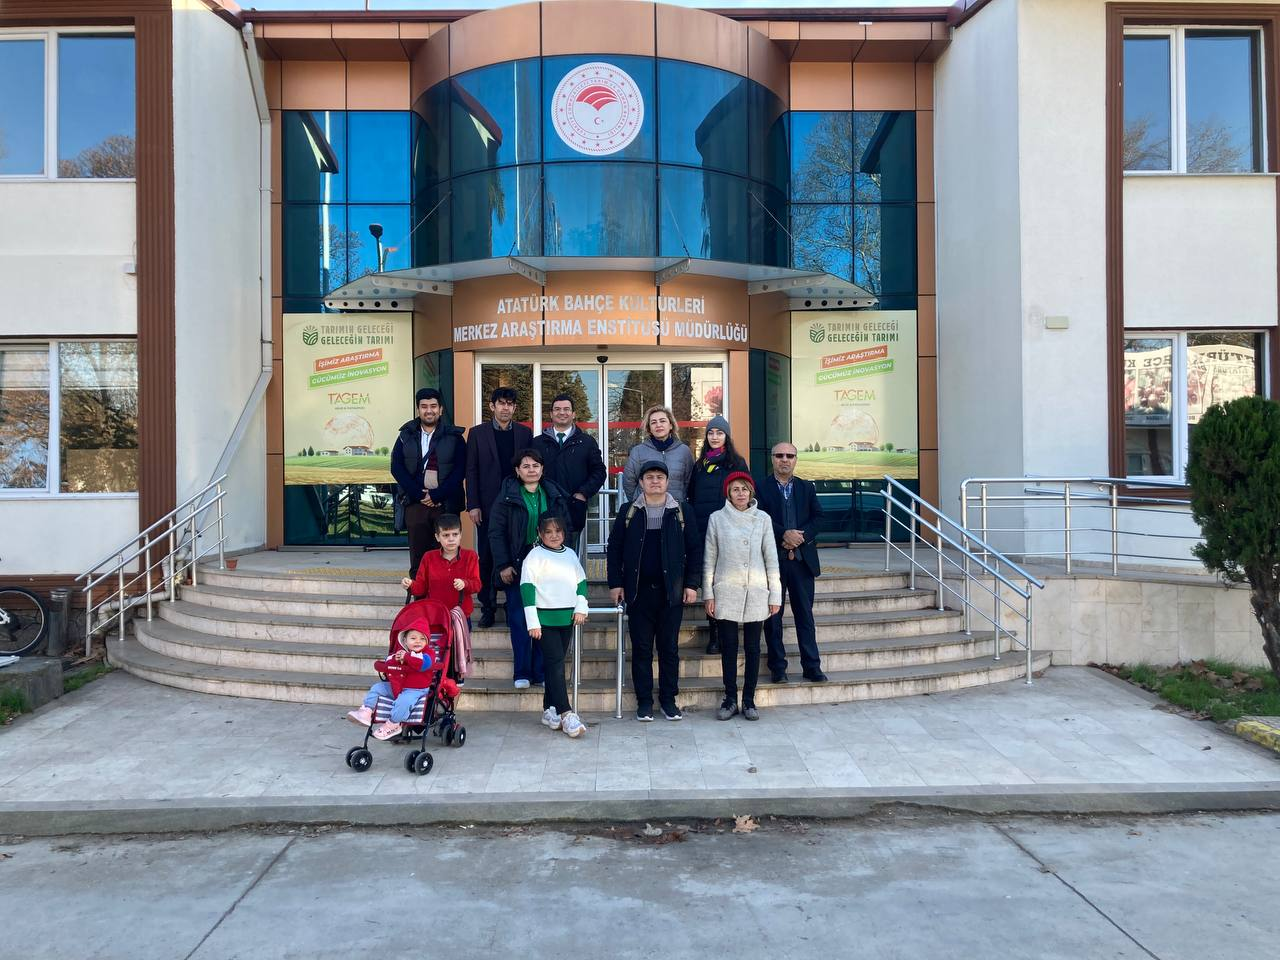 ATATÜRK BAHÇE KÜLTÜRLERİ
MERKEZ ARAŞTIRMA ENSTİTÜSÜ MÜDÜRLÜĞÜ
TARIMIN GELECEĞİ
GELECEĞİN TARIMI
İŞİMİZ ARAŞTIRMA
GÜCÜMÜZ İNOVASYON
TAGEM
TARIMIN GELECEĞİ
GELECEĞİN TARIMI
İŞİMİZ ARAŞTIRMA
GÜCÜMÜZ İNOVASYON
TAGEM